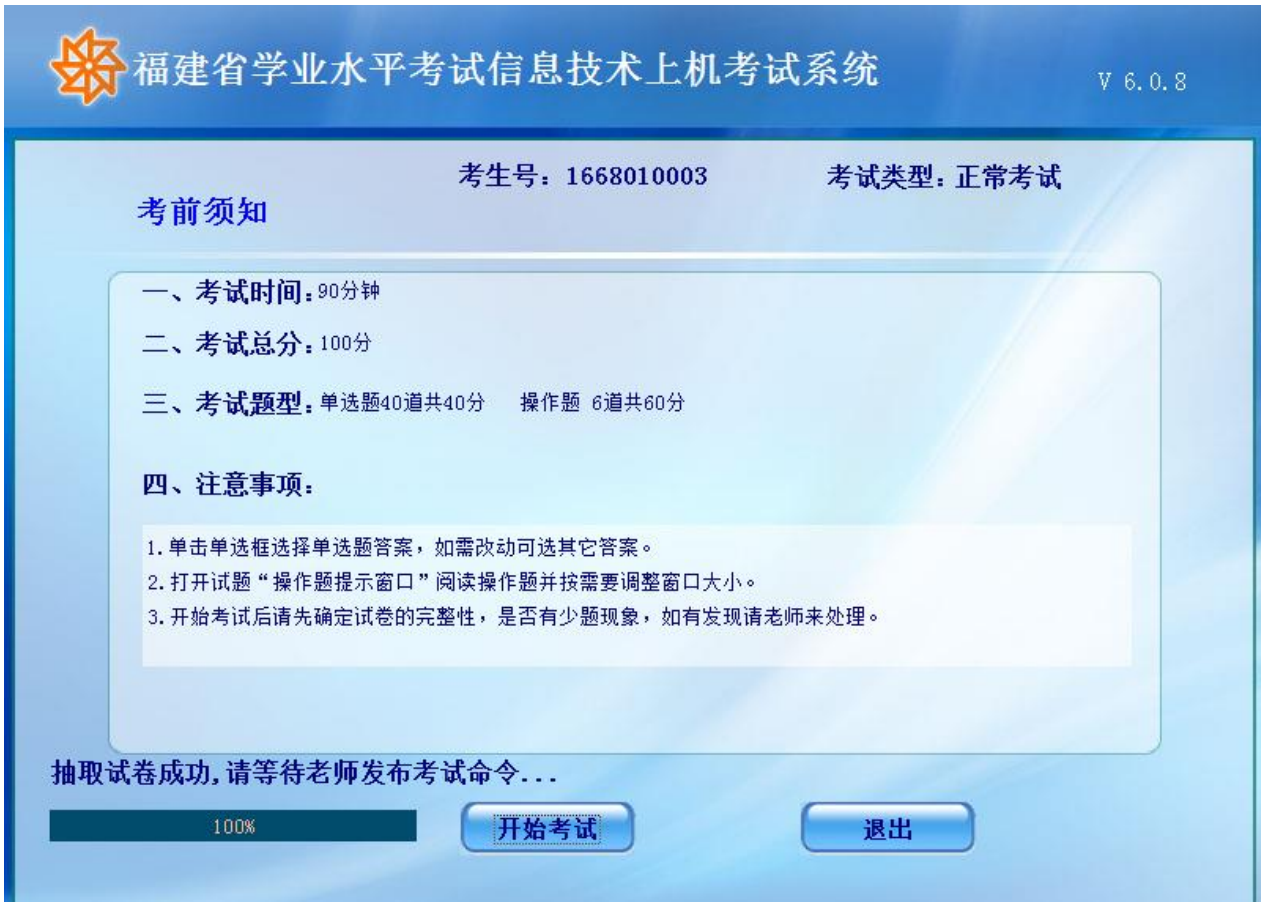 福建省学业水平考试信息技术上机考试系统
V 6.0.8
考生号：1668010003 考试类型：正常考试
考前须知
一、考试时间：90分钟
二、考试总分：100分
三、考试题型：单选题40道共40分 操作题 6道共60分
四、注意事项：
1.单击单选框选择单选题答案，如需改动可选其它答案。
2.打开试题“操作题提示窗口”阅读操作题并按需要调整窗口大小。
3.开始考试后请先确定试卷的完整性，是否有少题现象，如有发现请老师来处理。
抽取试卷成功,请等待老师发布考试命令...
100% 开始考试 退出